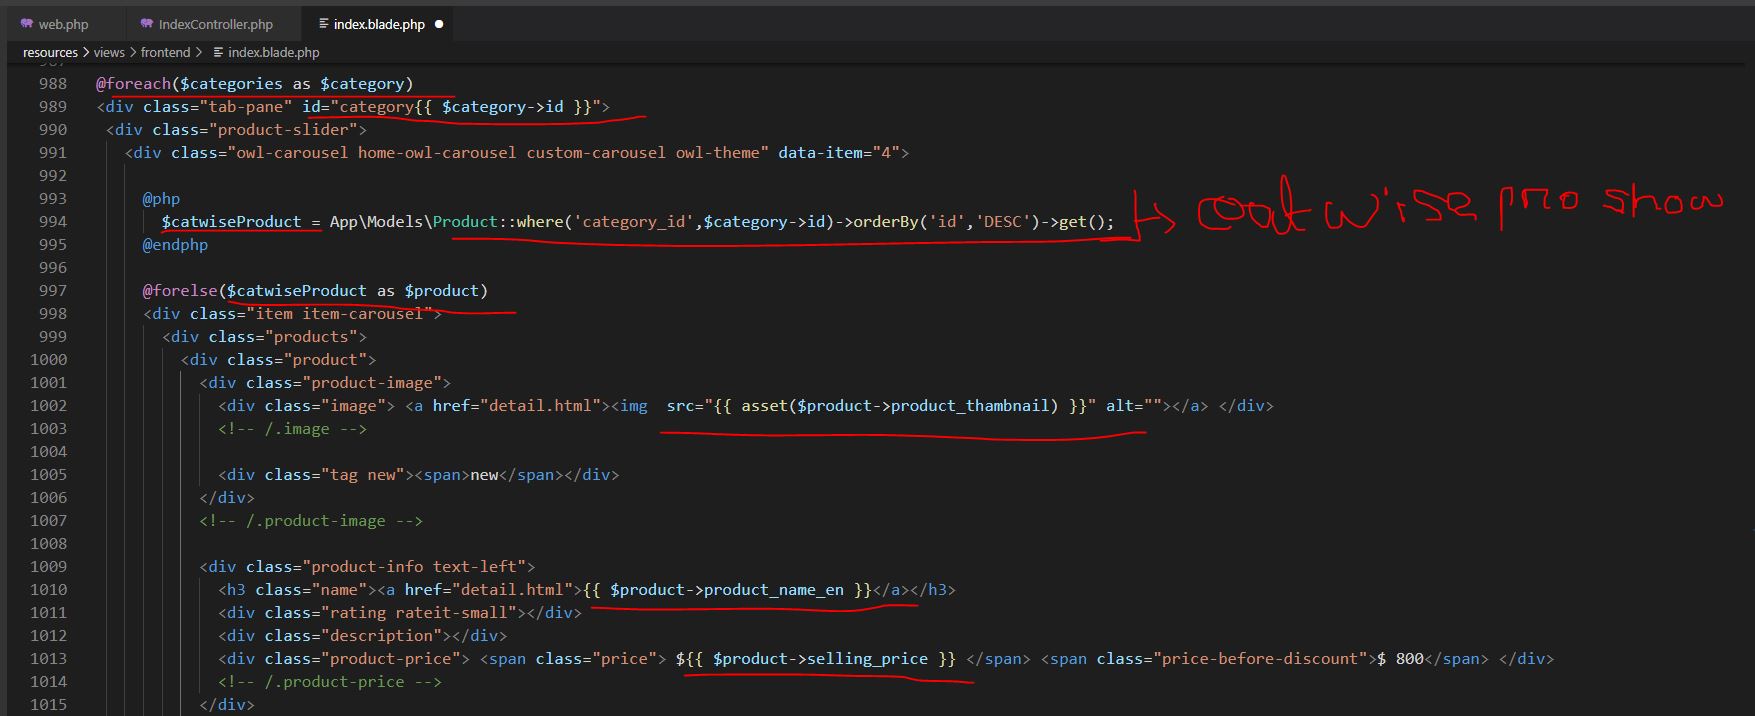 web.php IndexController.php index.blade.php
resources > views > frontend > index.blade.php
987
988 @foreach($categories as $category)
989 <div class="tab-pane" id="category{{ $category->id }}">
990 <div class="product-slider">
991 <div class="owl-carousel home-owl-carousel custom-carousel owl-theme" data-item="4">
992
993 @php
994 $catwiseProduct = App\Models\Product::where('category_id',$category->id)->orderBy('id','DESC')->get(); cat wise pro show
995 @endphp
996
997 @forelse($catwiseProduct as $product)
998 <div class="item item-carousel">
999 <div class="products">
1000 <div class="product">
1001 <div class="product-image">
1002 <div class="image"> <a href="detail.html"><img  src="{{ asset($product->product_thambnail) }}" alt=""></a> </div>
1003 <!-- /.image -->
1004
1005 <div class="tag new"><span>new</span></div>
1006 </div>
1007 <!-- /.product-image -->
1008
1009 <div class="product-info text-left">
1010 <h3 class="name"><a href="detail.html">{{ $product->product_name_en }}</a></h3>
1011 <div class="rating rateit-small"></div>
1012 <div class="description"></div>
1013 <div class="product-price"> <span class="price"> ${{ $product->selling_price }} </span> <span class="price-before-discount">$ 800</span> </div>
1014 <!-- /.product-price -->
1015 </div>